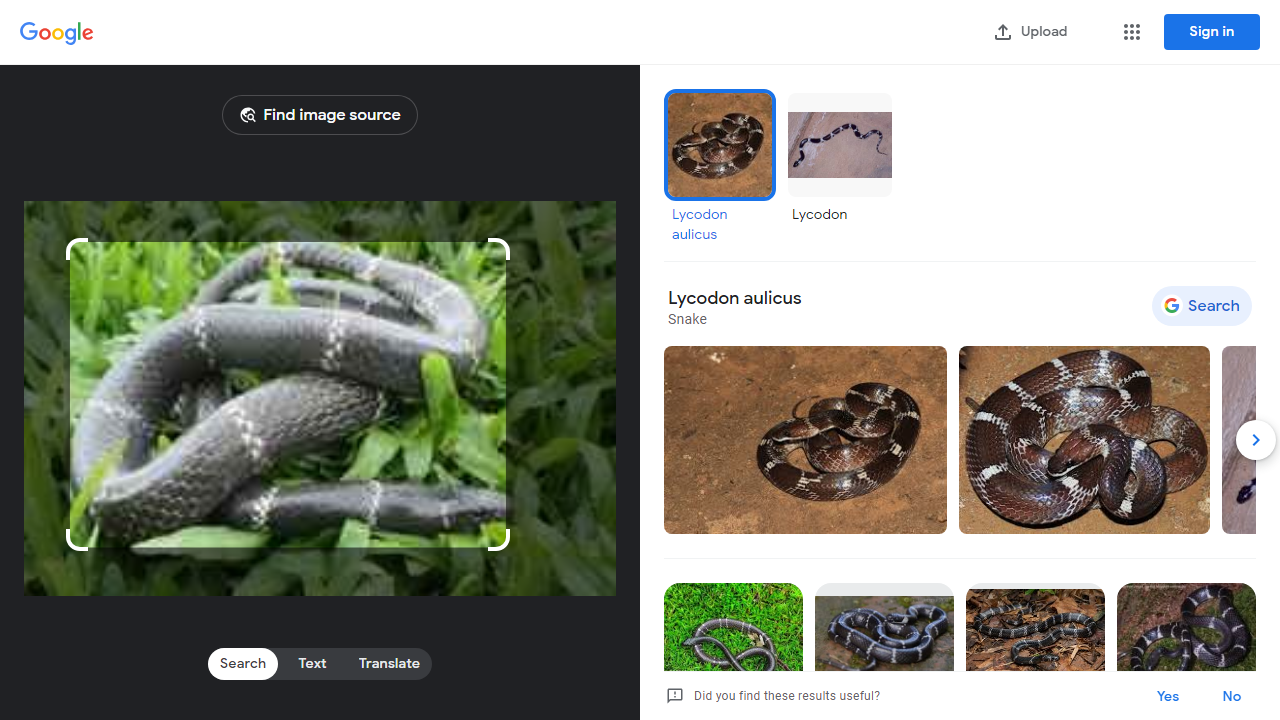 Google
Upload
Sign in
Find image source
Lycodon
aulicus
Lycodon
Lycodon aulicus
Snake
Search
Search
Text
Translate
Did you find these results useful?
Yes
No